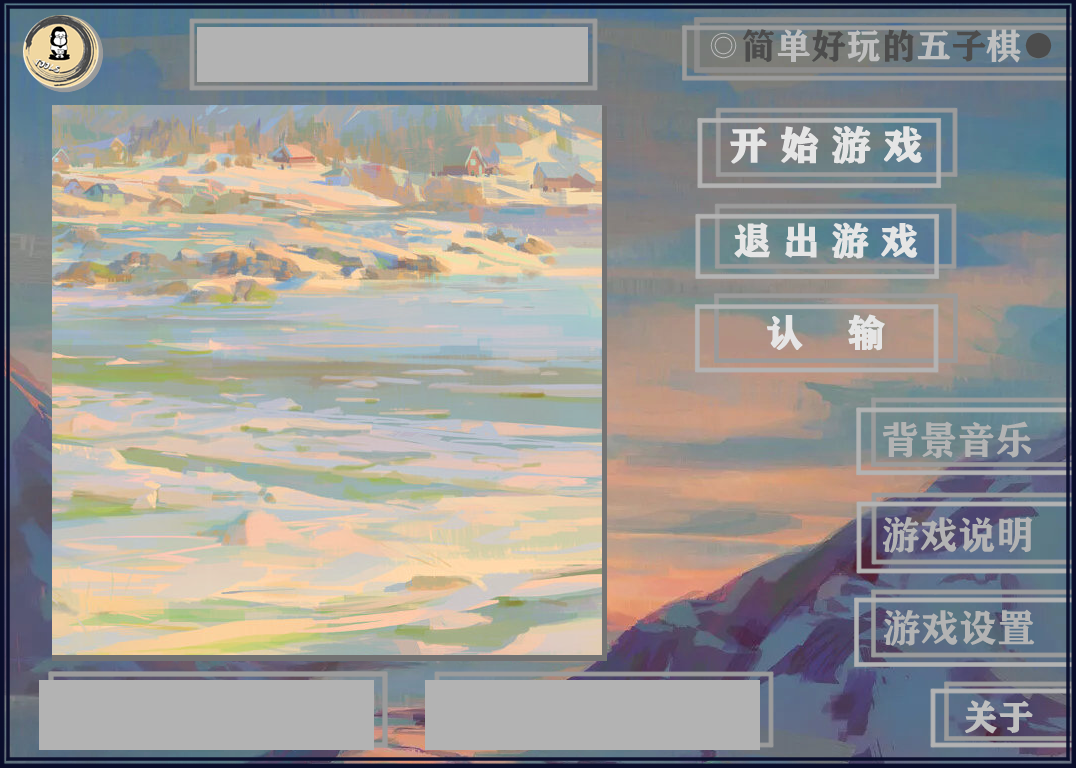 ◎简单好玩的五子棋●
开始游戏
退出游戏
认输
背景音乐
游戏说明
游戏设置
关于